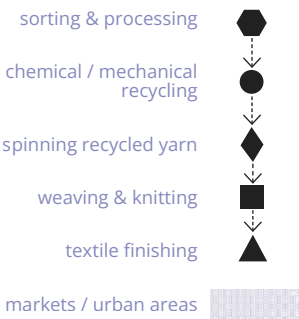 sorting & processing
chemical / mechanical
recycling
spinning recycled yarn
weaving & knitting
textile finishing
markets / urban areas